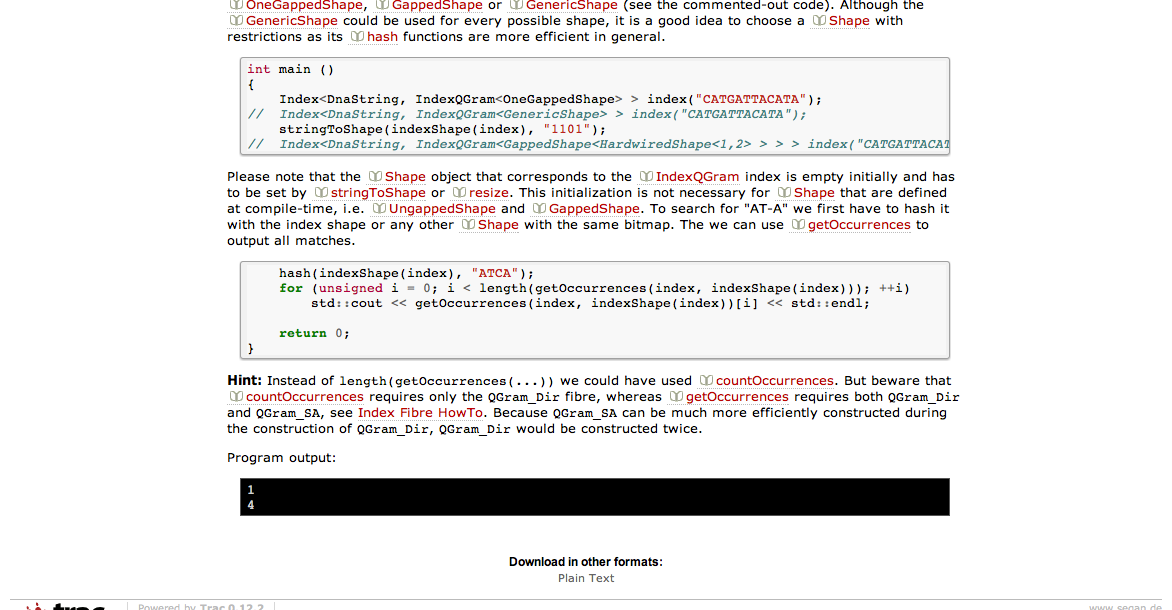 OneGappedShape, GappedShape or GenericShape (see the commented-out code). Although the
GenericShape could be used for every possible shape, it is a good idea to choose a Shape with
restrictions as its hash functions are more efficient in general.
int main ()
{
    Index<DnaString, IndexQGram<OneGappedShape> > index("CATGATTACATA");
//  Index<DnaString, IndexQGram<GenericShape> > index("CATGATTACATA");
    stringToShape(indexShape(index), "1101");
//  Index<DnaString, IndexQGram<GappedShape<HardwiredShape<1,2> > > > index("CATGATTACAT
Please note that the Shape object that corresponds to the IndexQGram index is empty initially and has
to be set by stringToShape or resize. This initialization is not necessary for Shape that are defined
at compile-time, i.e. UngappedShape and GappedShape. To search for "AT-A" we first have to hash it
with the index shape or any other Shape with the same bitmap. The we can use getOccurrences to
output all matches.
    hash(indexShape(index), "ATCA");
    for (unsigned i = 0; i < length(getOccurrences(index, indexShape(index))); ++i)
        std::cout << getOccurrences(index, indexShape(index))[i] << std::endl;
    return 0;
}
Hint: Instead of length(getOccurrences(...)) we could have used countOccurrences. But beware that
countOccurrences requires only the QGram_Dir fibre, whereas getOccurrences requires both QGram_Dir
and QGram_SA, see Index Fibre HowTo. Because QGram_SA can be much more efficiently constructed during
the construction of QGram_Dir, QGram_Dir would be constructed twice.
Program output:
1
4
Download in other formats:
Plain Text
trac Powered by Trac 0.12.2 www.seqan.de